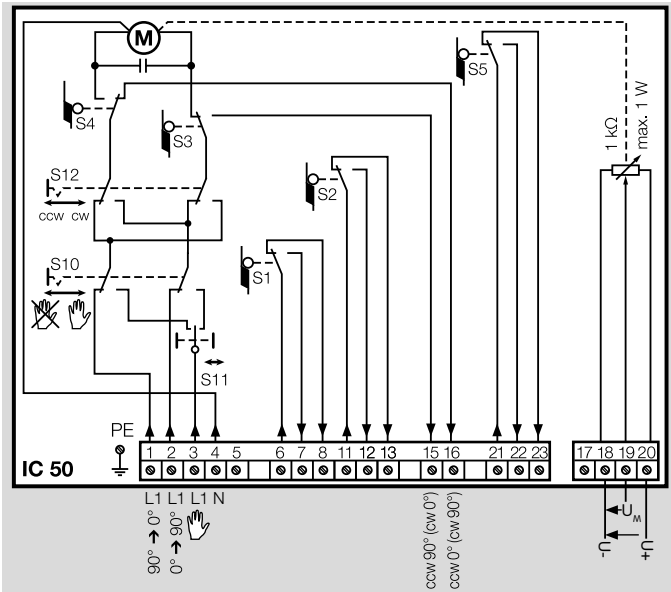 M
S4
S3
S5
1 kΩ
max. 1 W
S12
ccw cw
S2
S10
S1
S11
PE
1 2 3 4 5 6 7 8 11 12 13 15 16 21 22 23 17 18 19 20
IC 50
L1 L1 L1 N
90° → 0°
0° → 90°
ccw 90° (cw 0°)
ccw 0° (cw 90°)
UM
U-
U+